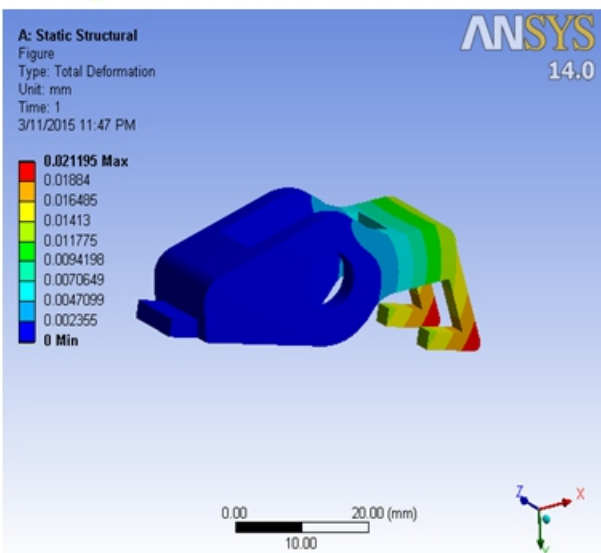 A: Static Structural
Figure
Type: Total Deformation
Unit: mm
Time: 1
3/11/2015 11:47 PM
ANSYS
14.0
0.021195 Max
0.01884
0.016485
0.01413
0.011775
0.0094198
0.0070649
0.0047099
0.002355
0 Min
0.00
20.00 (mm)
10.00
Z
X
Y